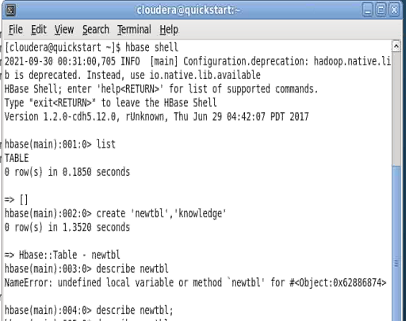 cloudera@quickstart:~
File Edit View Search Terminal Help
[cloudera@quickstart ~]$ hbase shell
2021-09-30 00:31:00,705 INFO  [main] Configuration.deprecation: hadoop.native.li
b is deprecated. Instead, use io.native.lib.available
HBase Shell; enter 'help<RETURN>' for list of supported commands.
Type "exit<RETURN>" to leave the HBase Shell
Version 1.2.0-cdh5.12.0, rUnknown, Thu Jun 29 04:42:07 PDT 2017
hbase(main):001:0> list
TABLE
0 row(s) in 0.1850 seconds
=> []
hbase(main):002:0> create 'newtbl','knowledge'
0 row(s) in 1.3520 seconds
=> Hbase::Table - newtbl
hbase(main):003:0> describe newtbl
NameError: undefined local variable or method `newtbl' for #<Object:0x62886874>
hbase(main):004:0> describe newtbl;